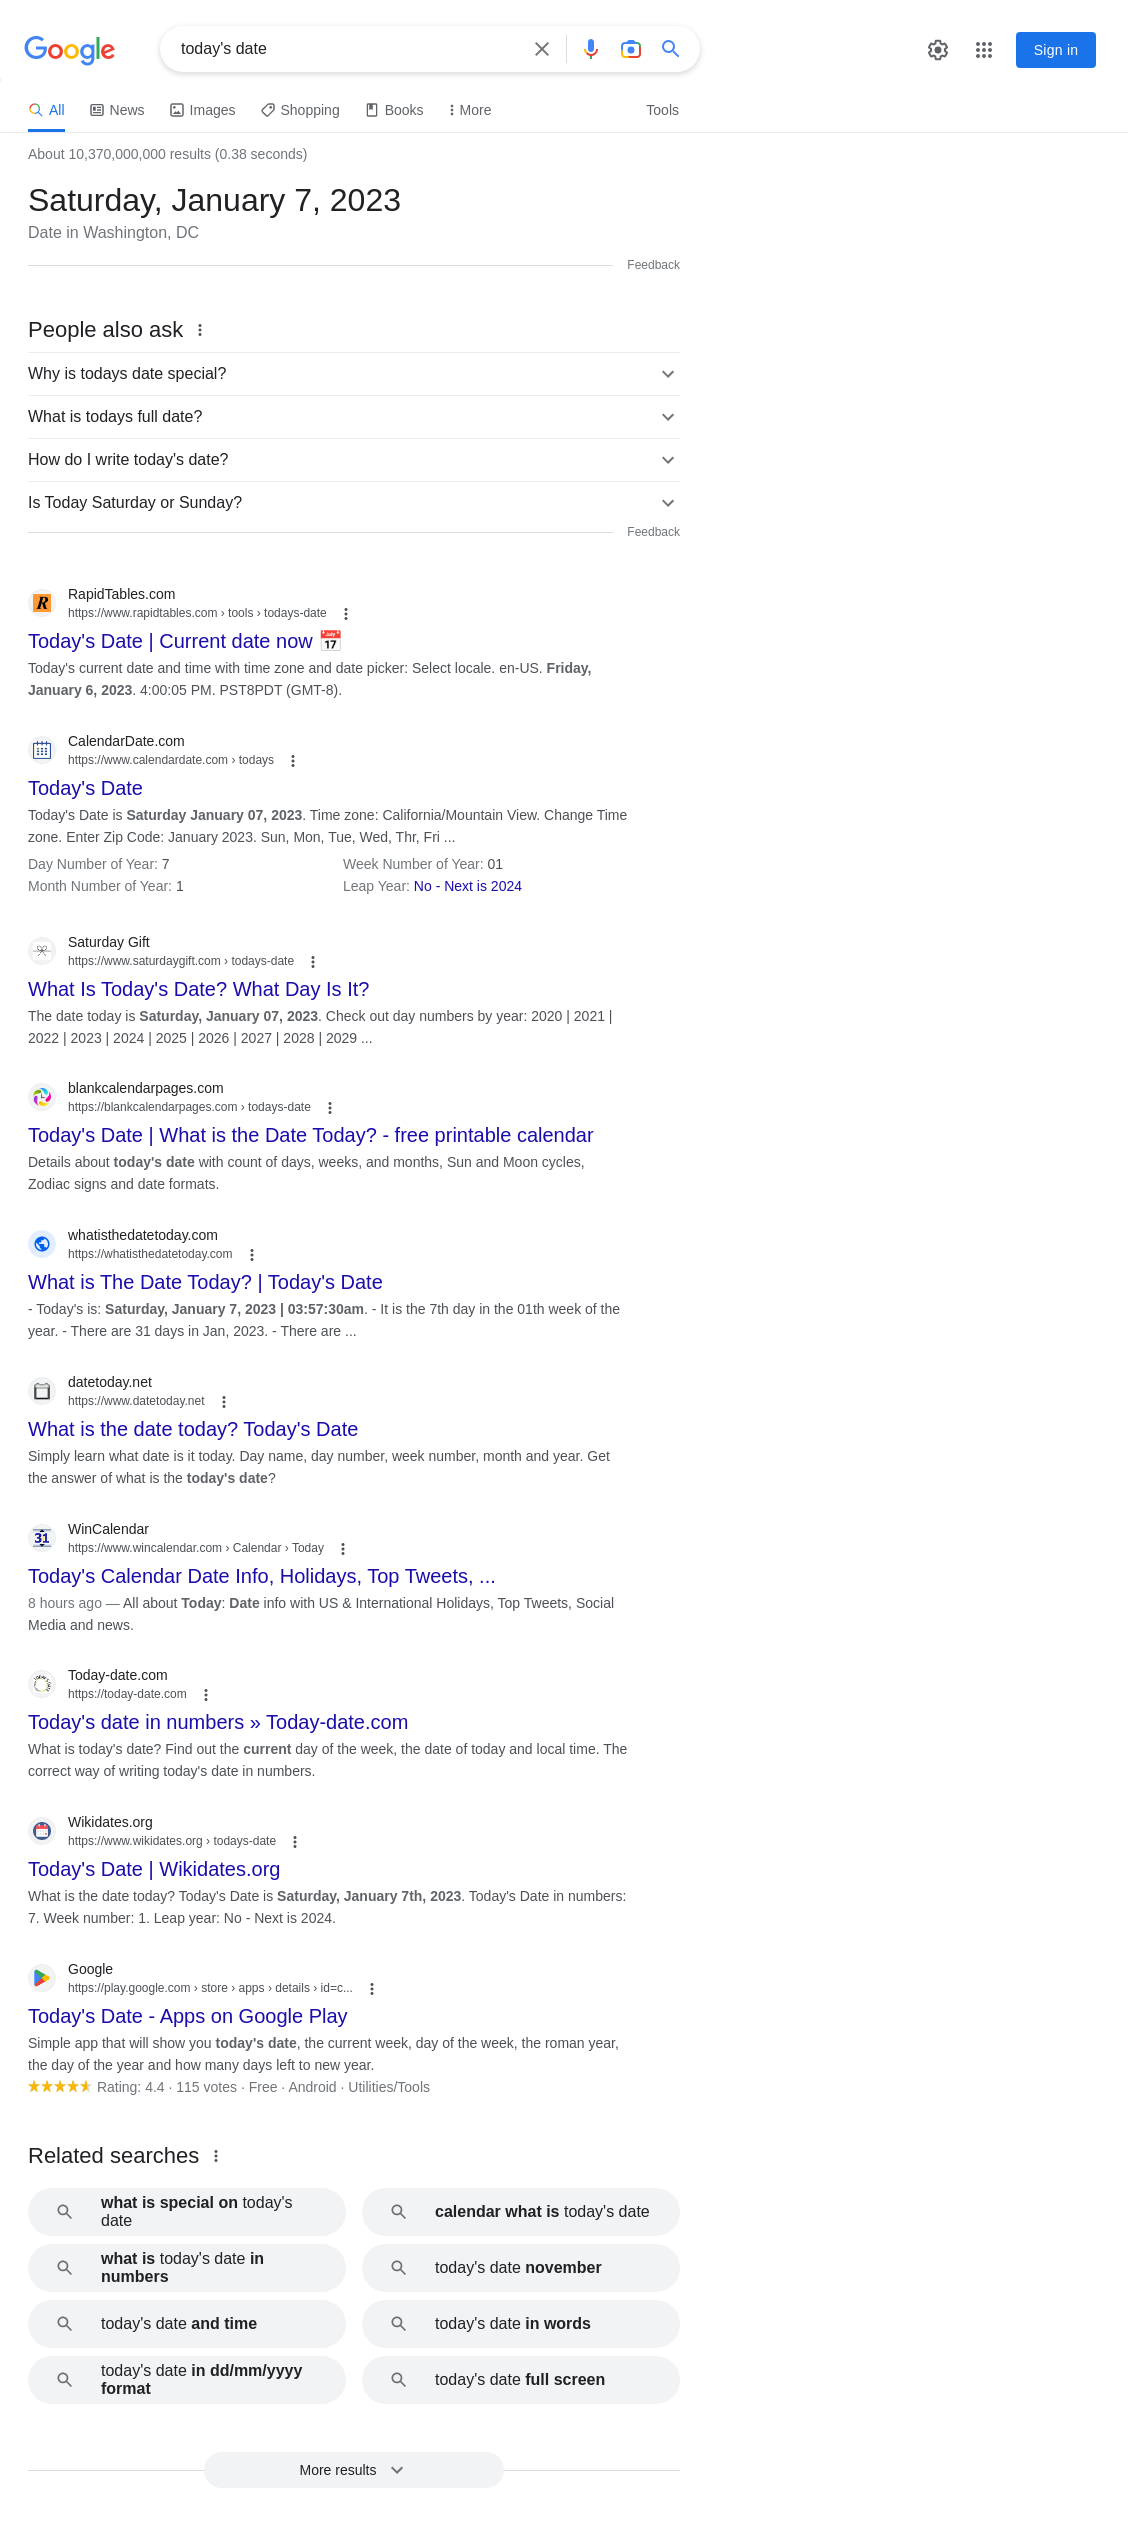 Google
today's date
Sign in
All
News
Images
Shopping
Books
More
Tools
About 10,370,000,000 results (0.38 seconds)
Saturday, January 7, 2023
Date in Washington, DC
Feedback
People also ask
Why is todays date special?
What is todays full date?
How do I write today's date?
Is Today Saturday or Sunday?
Feedback
RapidTables.com
https://www.rapidtables.com › tools › todays-date
Today's Date | Current date now 📅
Today's current date and time with time zone and date picker: Select locale. en-US. Friday,
January 6, 2023. 4:00:05 PM. PST8PDT (GMT-8).
CalendarDate.com
https://www.calendardate.com › todays
Today's Date
Today's Date is Saturday January 07, 2023. Time zone: California/Mountain View. Change Time
zone. Enter Zip Code: January 2023. Sun, Mon, Tue, Wed, Thr, Fri ...
Day Number of Year: 7
Week Number of Year: 01
Month Number of Year: 1
Leap Year: No - Next is 2024
Saturday Gift
https://www.saturdaygift.com › todays-date
What Is Today's Date? What Day Is It?
The date today is Saturday, January 07, 2023. Check out day numbers by year: 2020 | 2021 |
2022 | 2023 | 2024 | 2025 | 2026 | 2027 | 2028 | 2029 ...
blankcalendarpages.com
https://blankcalendarpages.com › todays-date
Today's Date | What is the Date Today? - free printable calendar
Details about today's date with count of days, weeks, and months, Sun and Moon cycles,
Zodiac signs and date formats.
whatisthedatetoday.com
https://whatisthedatetoday.com
What is The Date Today? | Today's Date
- Today's is: Saturday, January 7, 2023 | 03:57:30am. - It is the 7th day in the 01th week of the
year. - There are 31 days in Jan, 2023. - There are ...
datetoday.net
https://www.datetoday.net
What is the date today? Today's Date
Simply learn what date is it today. Day name, day number, week number, month and year. Get
the answer of what is the today's date?
31
WinCalendar
https://www.wincalendar.com › Calendar › Today
Today's Calendar Date Info, Holidays, Top Tweets, ...
8 hours ago — All about Today: Date info with US & International Holidays, Top Tweets, Social
Media and news.
Today-date.com
https://today-date.com
Today's date in numbers » Today-date.com
What is today's date? Find out the current day of the week, the date of today and local time. The
correct way of writing today's date in numbers.
Wikidates.org
https://www.wikidates.org › todays-date
Today's Date | Wikidates.org
What is the date today? Today's Date is Saturday, January 7th, 2023. Today's Date in numbers:
7. Week number: 1. Leap year: No - Next is 2024.
Google
https://play.google.com › store › apps › details › id=c...
Today's Date - Apps on Google Play
Simple app that will show you today's date, the current week, day of the week, the roman year,
the day of the year and how many days left to new year.
Rating: 4.4 · 115 votes · Free · Android · Utilities/Tools
Related searches
what is special on today's
date
calendar what is today's date
what is today's date in
numbers
today's date november
today's date and time
today's date in words
today's date in dd/mm/yyyy
format
today's date full screen
More results